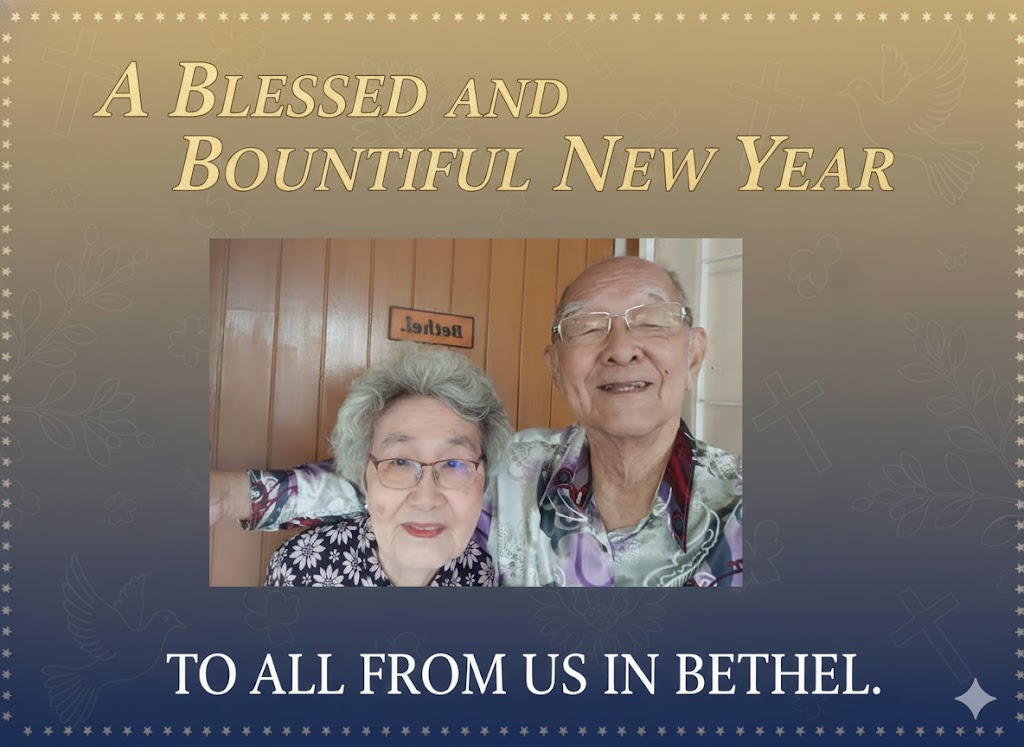 A BLESSED AND
BOUNTIFUL NEW YEAR
Bethel.
TO ALL FROM US IN BETHEL.